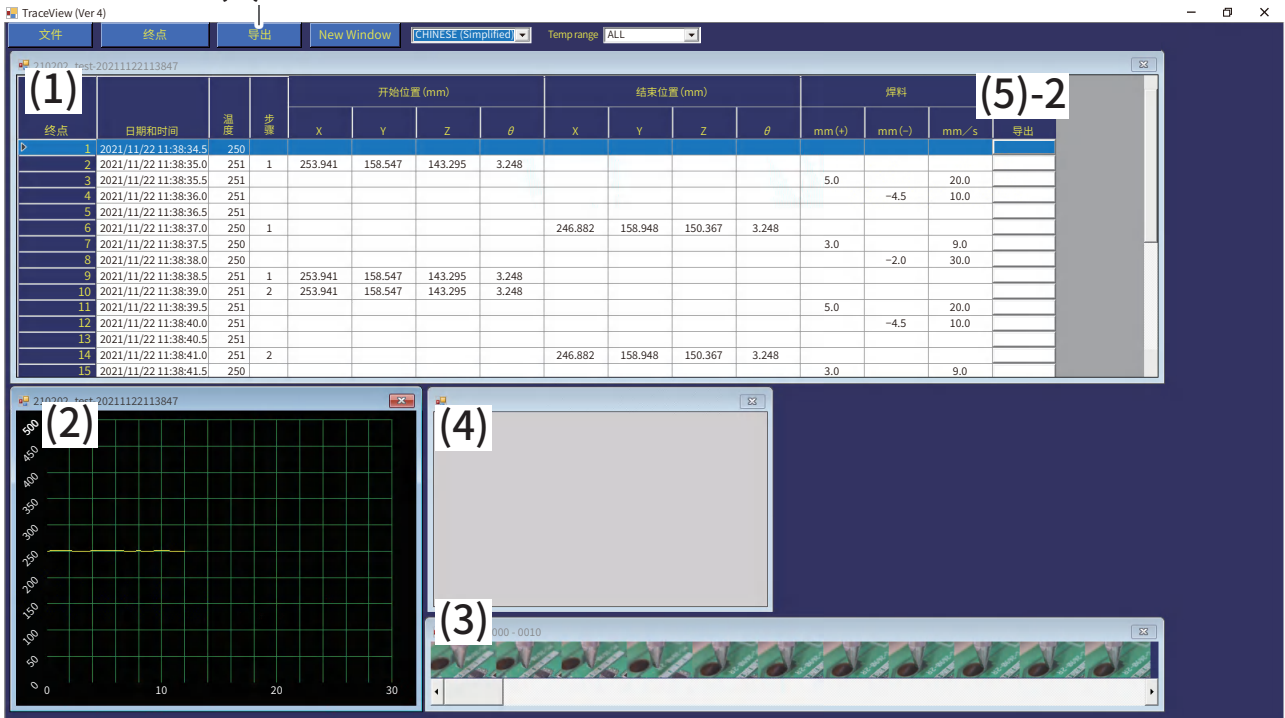 TraceView (Ver 4)
文件 终点 导出 New Window CHINESE (Simplified) Temp range ALL
210202_test-20211122113847
(1) (5)-2
开始位置 (mm) 结束位置 (mm) 焊料
终点 日期和时间 温度 步骤 X Y Z θ X Y Z θ mm(+) mm(−) mm/s 导出
1 2021/11/22 11:38:34.5 250
2 2021/11/22 11:38:35.0 251 1 253.941 158.547 143.295 3.248
3 2021/11/22 11:38:35.5 251 5.0 20.0
4 2021/11/22 11:38:36.0 251 −4.5 10.0
5 2021/11/22 11:38:36.5 251
6 2021/11/22 11:38:37.0 250 1 246.882 158.948 150.367 3.248
7 2021/11/22 11:38:37.5 250 3.0 9.0
8 2021/11/22 11:38:38.0 250 −2.0 30.0
9 2021/11/22 11:38:38.5 251 1 253.941 158.547 143.295 3.248
10 2021/11/22 11:38:39.0 251 2 253.941 158.547 143.295 3.248
11 2021/11/22 11:38:39.5 251 5.0 20.0
12 2021/11/22 11:38:40.0 251 −4.5 10.0
13 2021/11/22 11:38:40.5 251
14 2021/11/22 11:38:41.0 251 2 246.882 158.948 150.367 3.248
15 2021/11/22 11:38:41.5 250 3.0 9.0
210202_test-20211122113847
(2)
500
450
400
350
300
250
200
150
100
50
0
0 10 20 30
(4)
(3)
000 - 0010